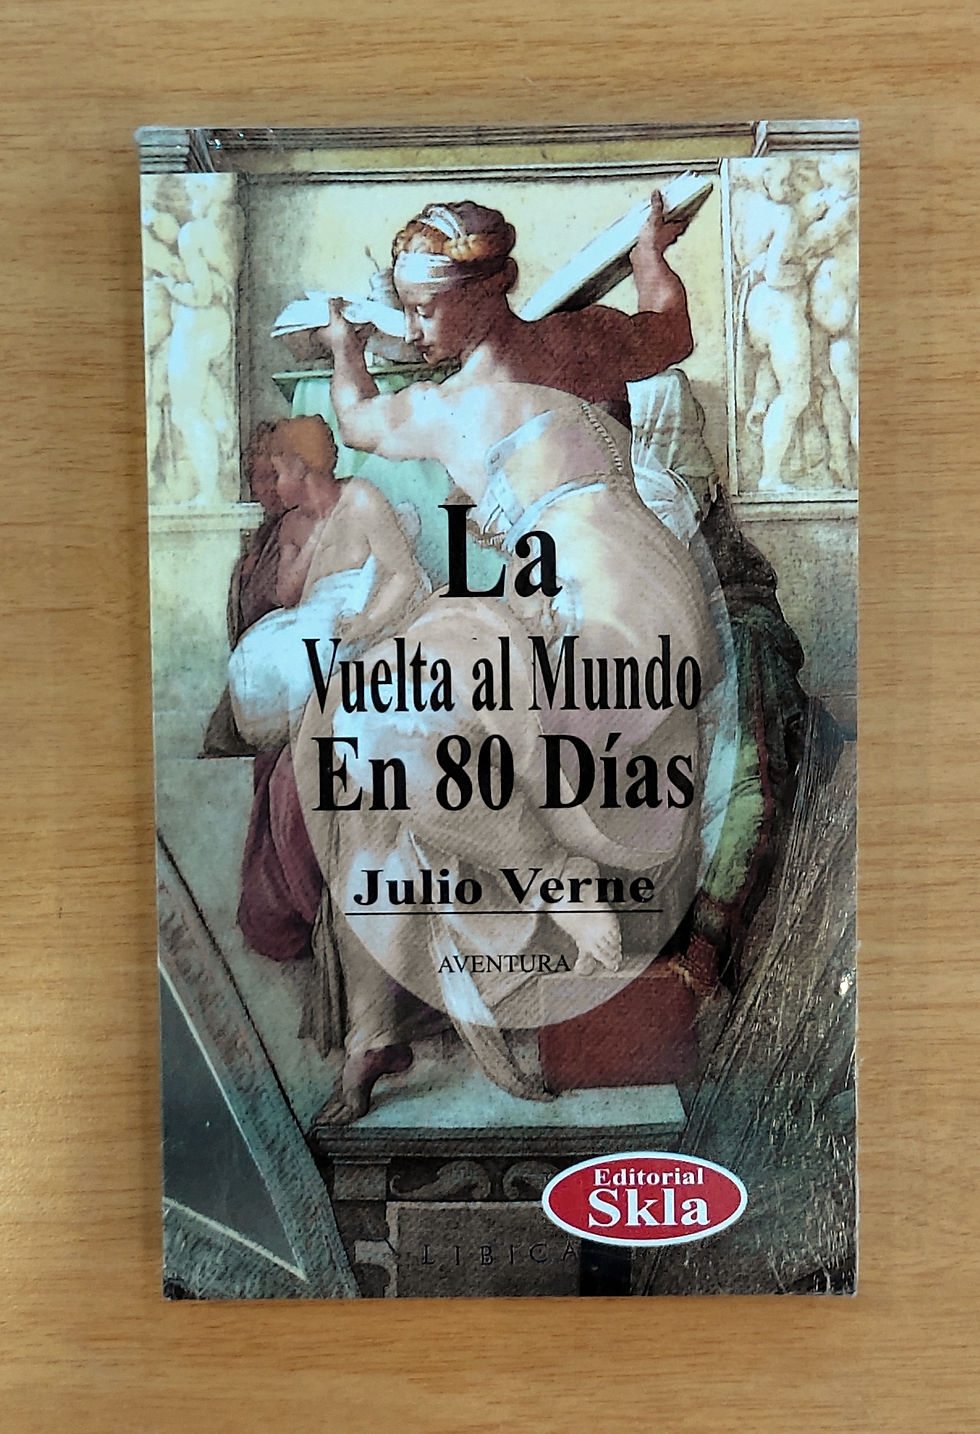 La
Vuelta al Mundo
En 80 Días
Julio Verne
AVENTURA
Editorial
Skla
LIBICA